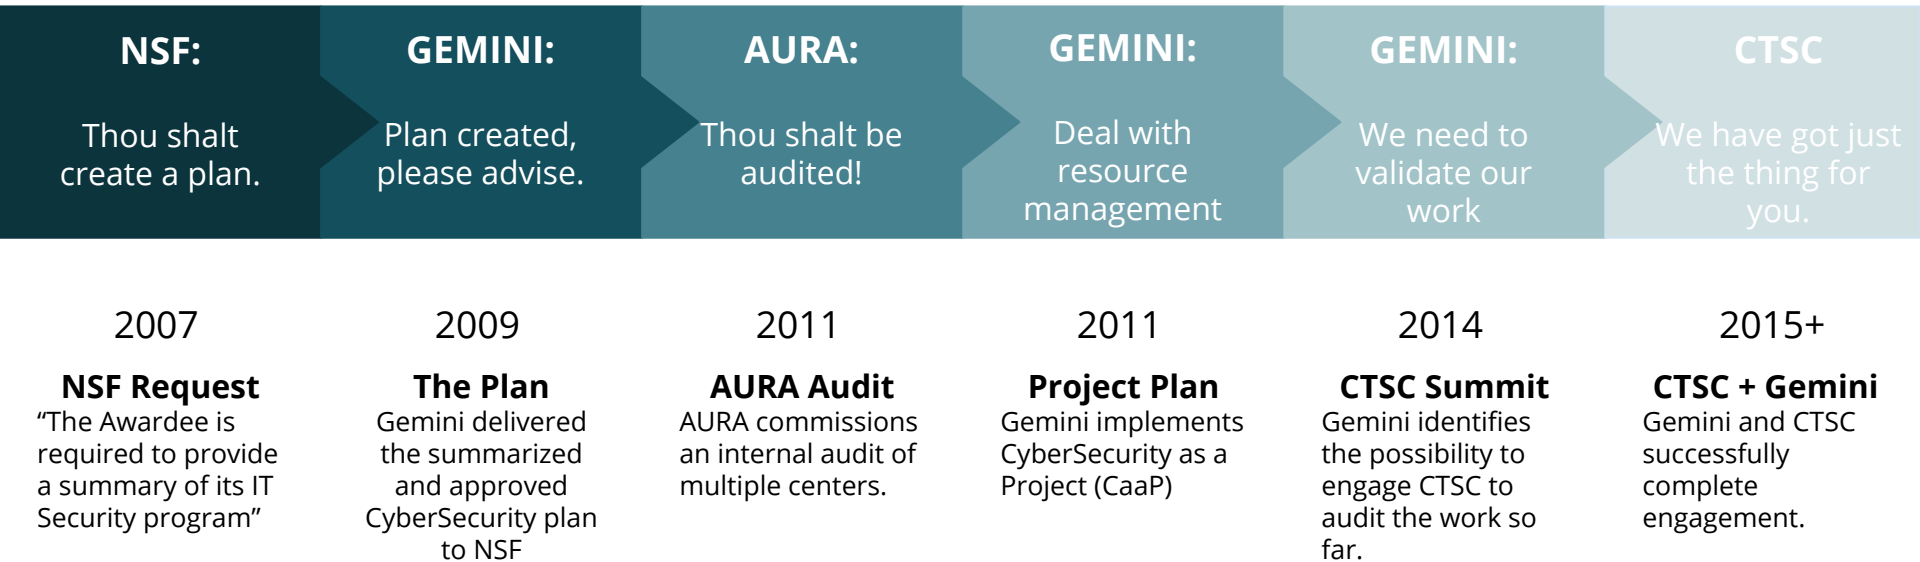 NSF:
Thou shalt
create a plan.
GEMINI:
Plan created,
please advise.
AURA:
Thou shalt be
audited!
GEMINI:
Deal with
resource
management
GEMINI:
We need to
validate our
work
CTSC
We have got just
the thing for
you.
2007
NSF Request
“The Awardee is
required to provide
a summary of its IT
Security program”
2009
The Plan
Gemini delivered
the summarized
and approved
CyberSecurity plan
to NSF
2011
AURA Audit
AURA commissions
an internal audit of
multiple centers.
2011
Project Plan
Gemini implements
CyberSecurity as a
Project (CaaP)
2014
CTSC Summit
Gemini identifies
the possibility to
engage CTSC to
audit the work so
far.
2015+
CTSC + Gemini
Gemini and CTSC
successfully
complete
engagement.